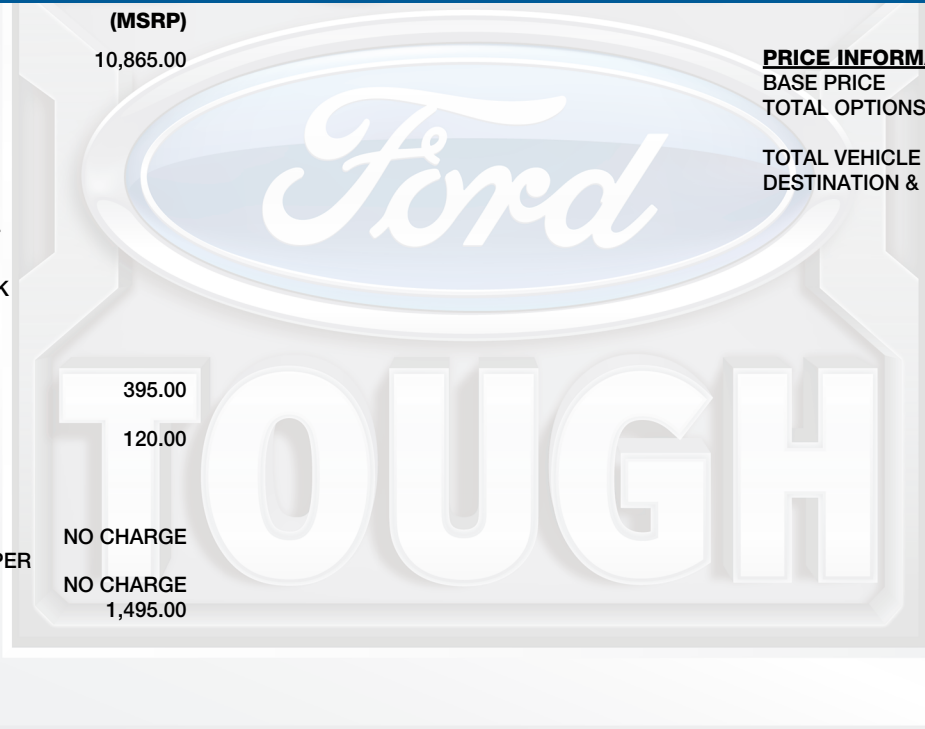 (MSRP)
10,865.00
K
395.00
120.00
NO CHARGE
PER
NO CHARGE
1,495.00
PRICE INFORMA
BASE PRICE
TOTAL OPTIONS
TOTAL VEHICLE
DESTINATION &
Ford
TOUGH